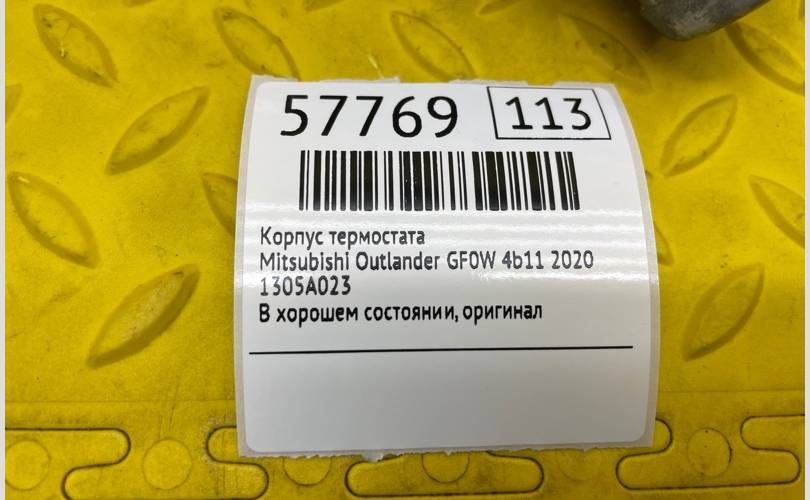 57769 113
Корпус термостата
Mitsubishi Outlander GF0W 4b11 2020
1305A023
В хорошем состоянии, оригинал